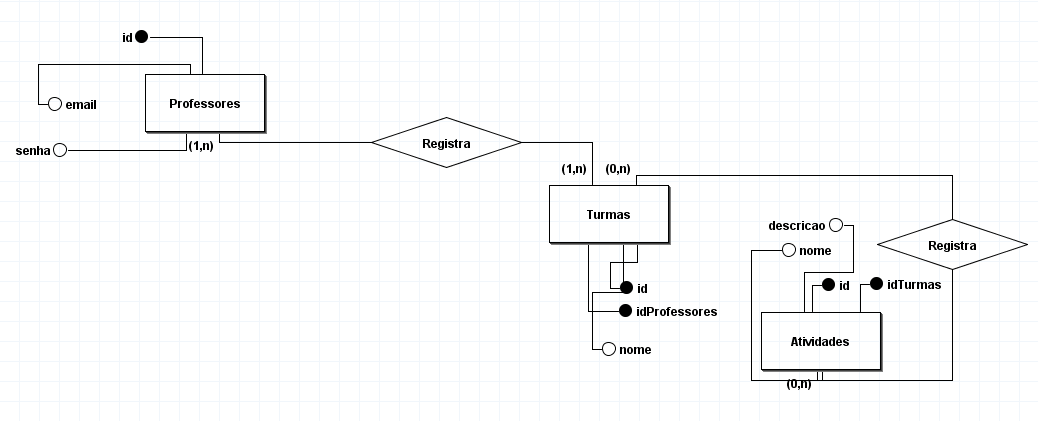 id
email
Professores
senha
(1,n)
Registra
(1,n)
(0,n)
Turmas
id
idProfessores
nome
descricao
nome
Registra
id
idTurmas
Atividades
(0,n)